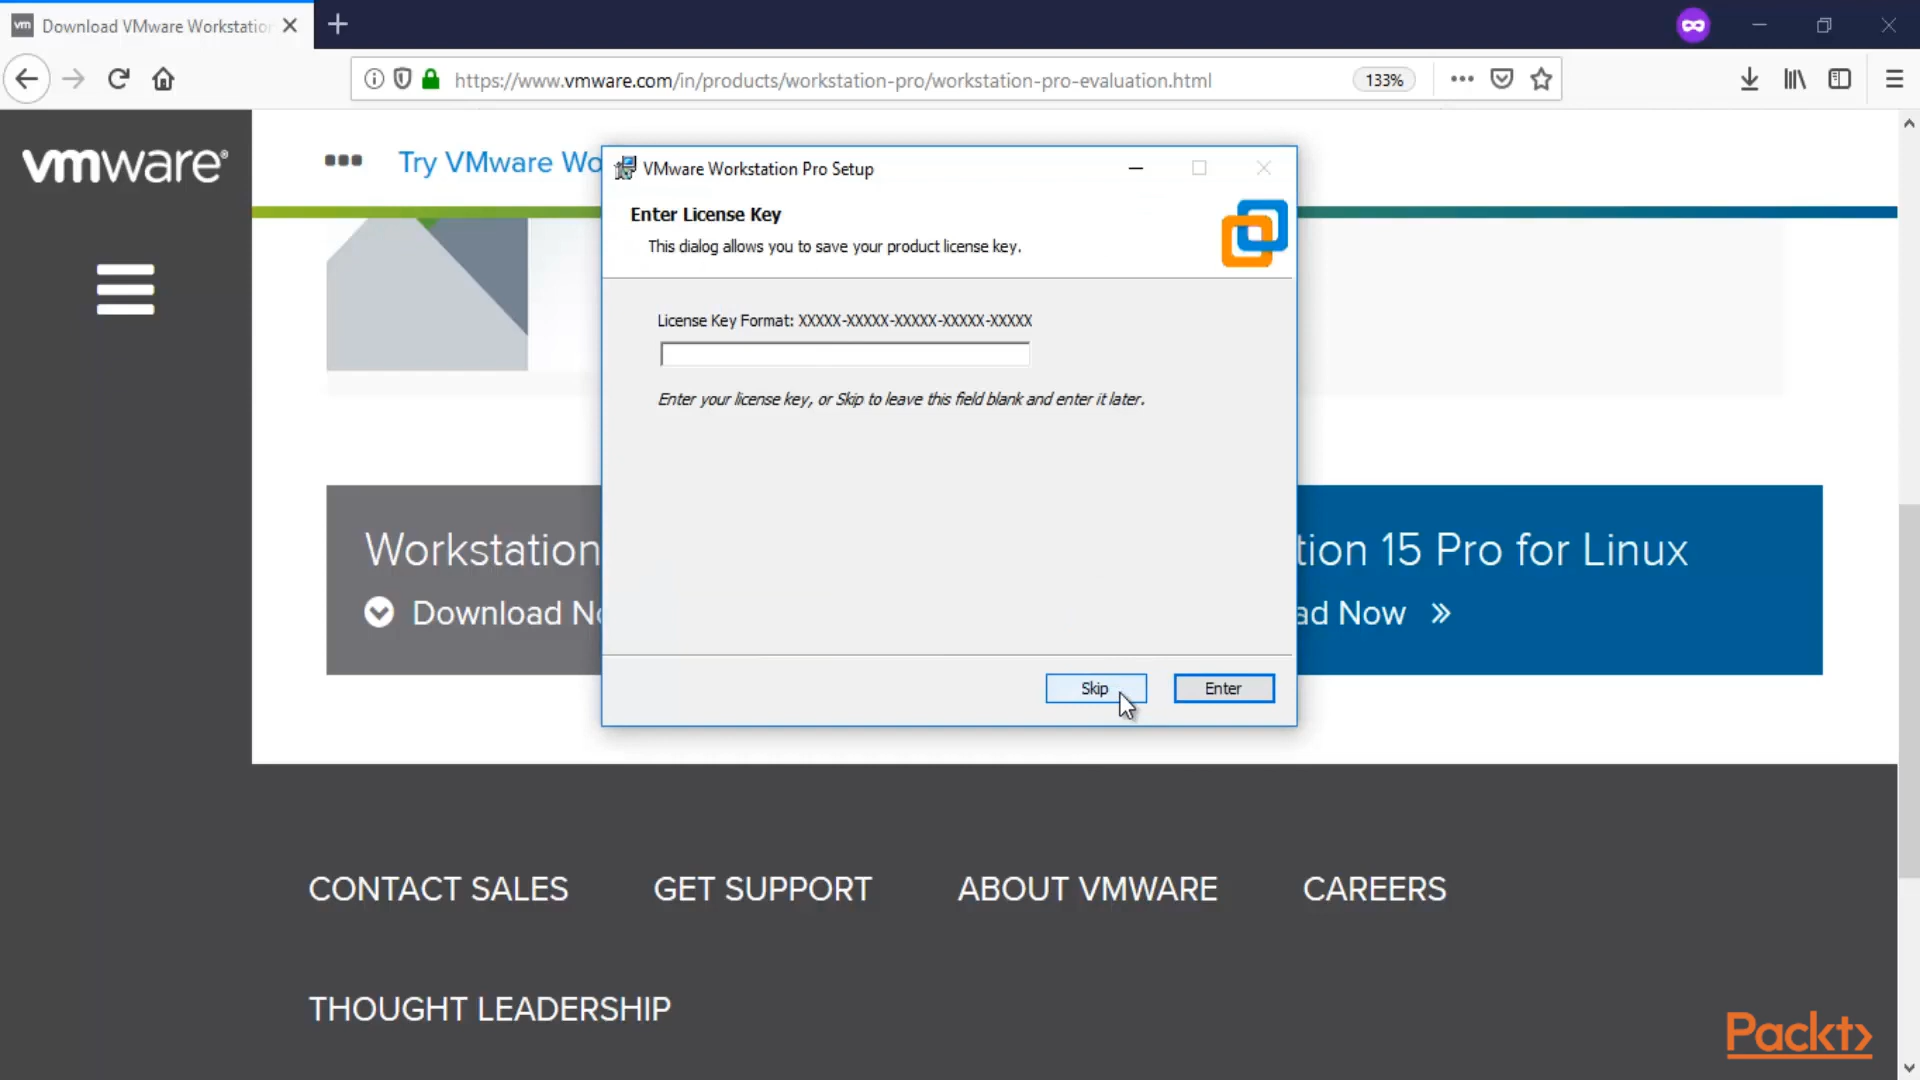 vm Download VMware Workstation
https://www.vmware.com/in/products/workstation-pro/workstation-pro-evaluation.html
133%
vmware®
Try VMware Wo
VMware Workstation Pro Setup
Enter License Key
This dialog allows you to save your product license key.
License Key Format: XXXXX-XXXXX-XXXXX-XXXXX-XXXXX
Enter your license key, or Skip to leave this field blank and enter it later.
Workstation
tion 15 Pro for Linux
Download No
ad Now
Skip
Enter
CONTACT SALES
GET SUPPORT
ABOUT VMWARE
CAREERS
THOUGHT LEADERSHIP
Packt